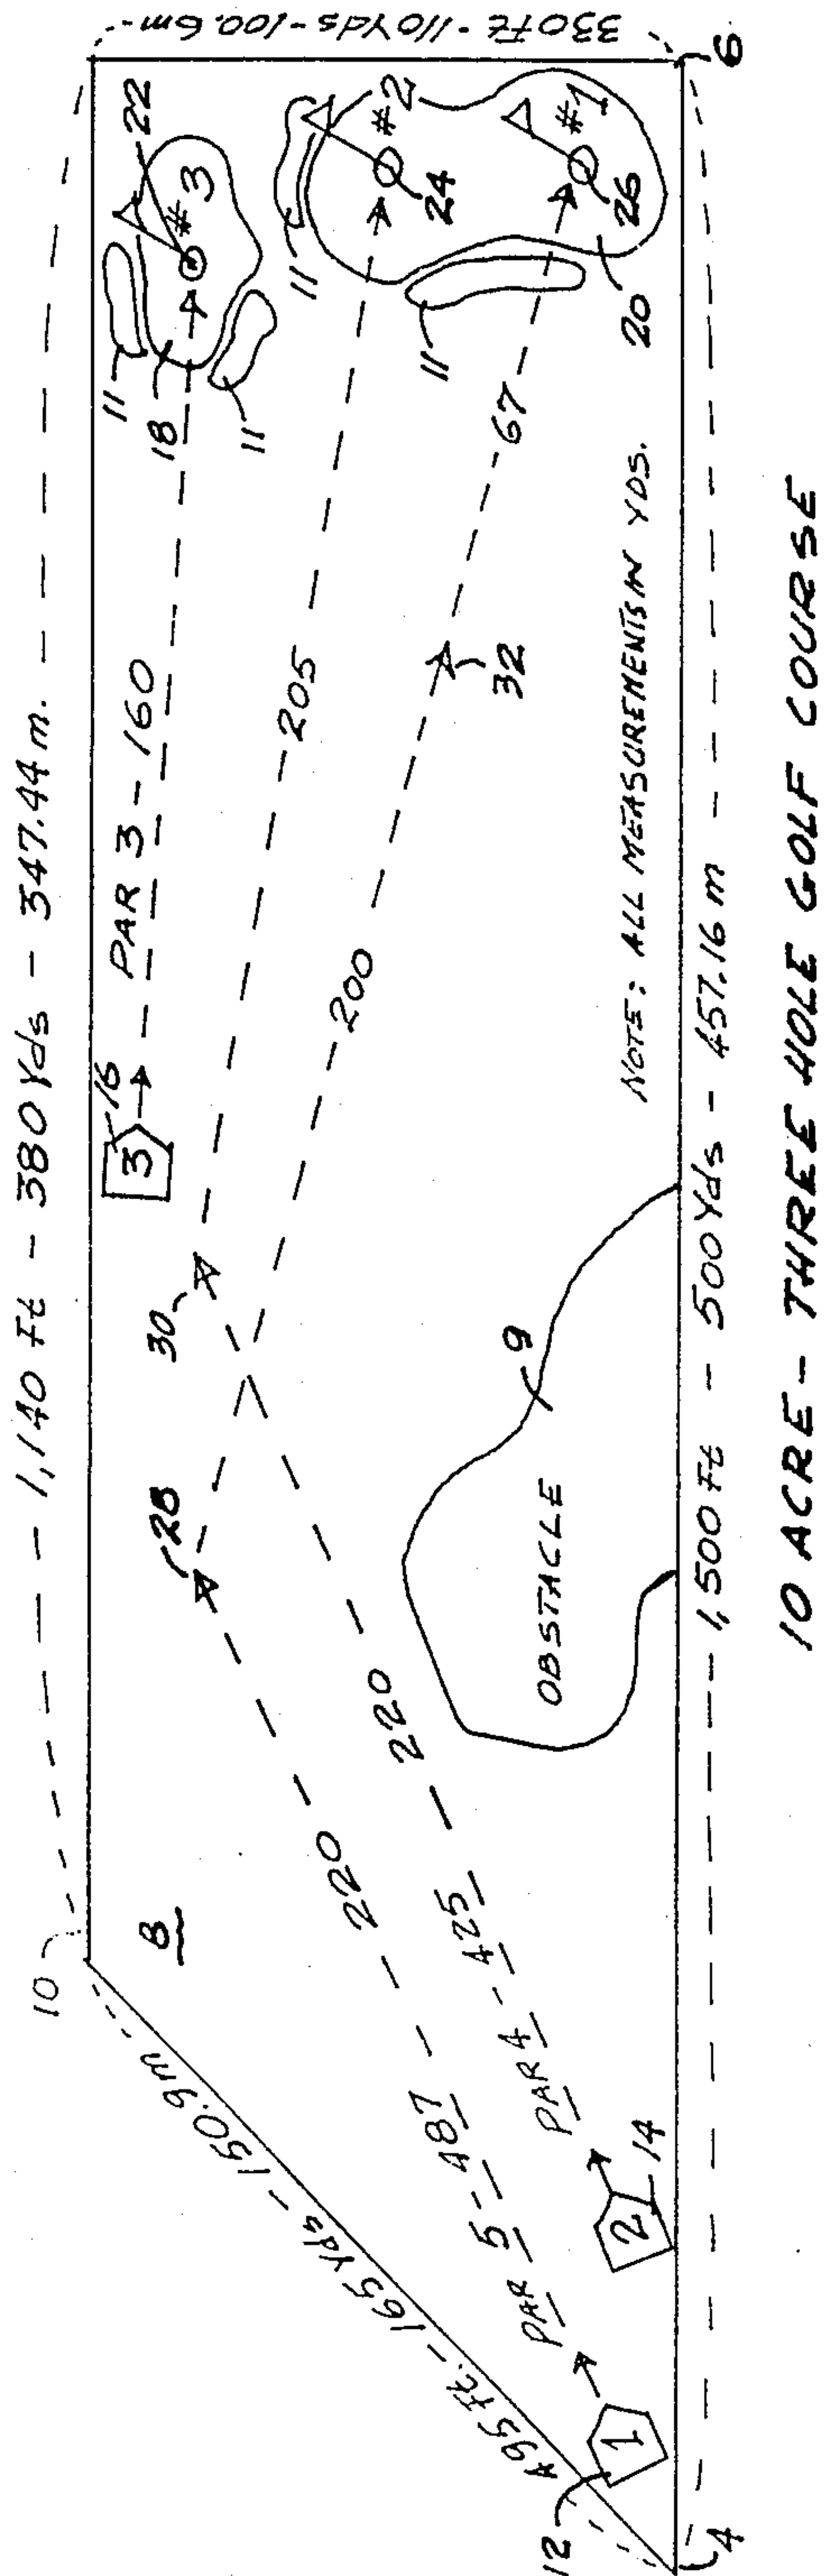 1,140 Ft - 380 Yds - 347.44 m.
330 Ft - 110 Yds - 100.6 m
10
B
495 ft. - 165 Yds - 150.9 m
28
30
3
16
PAR 3 - 160
11
18
11
#3
22
11
#2
24
11
#1
26
20
6
205
200
32
67
220
220
PAR 5 - 487
PAR 4 - 425
OBSTACLE
9
NOTE: ALL MEASUREMENTS IN YDS.
12
1
2
14
4
1,500 Ft - 500 Yds - 457.16 m
10 ACRE - THREE HOLE GOLF COURSE